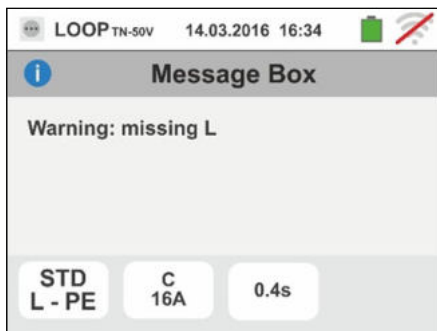 LOOP TN-50V 14.03.2016 16:34
Message Box
Warning: missing L
STD
L - PE
C
16A
0.4s